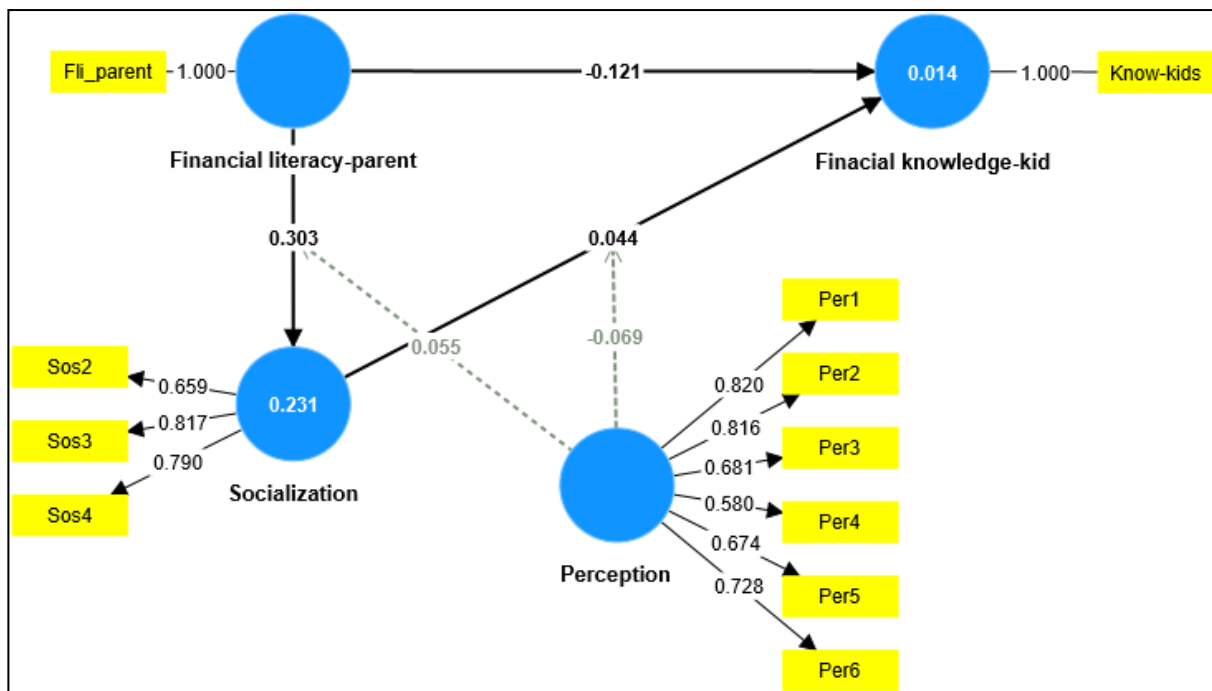 Fli_parent
1.000
-0.121
0.014
1.000
Know-kids
Financial literacy-parent
Finacial knowledge-kid
0.303
0.044
Per1
0.055
-0.069
Sos2
0.659
0.820
Per2
0.817
0.231
0.816
Sos3
0.681
Per3
0.790
0.580
Socialization
Sos4
0.674
Per4
Perception
0.728
Per5
Per6